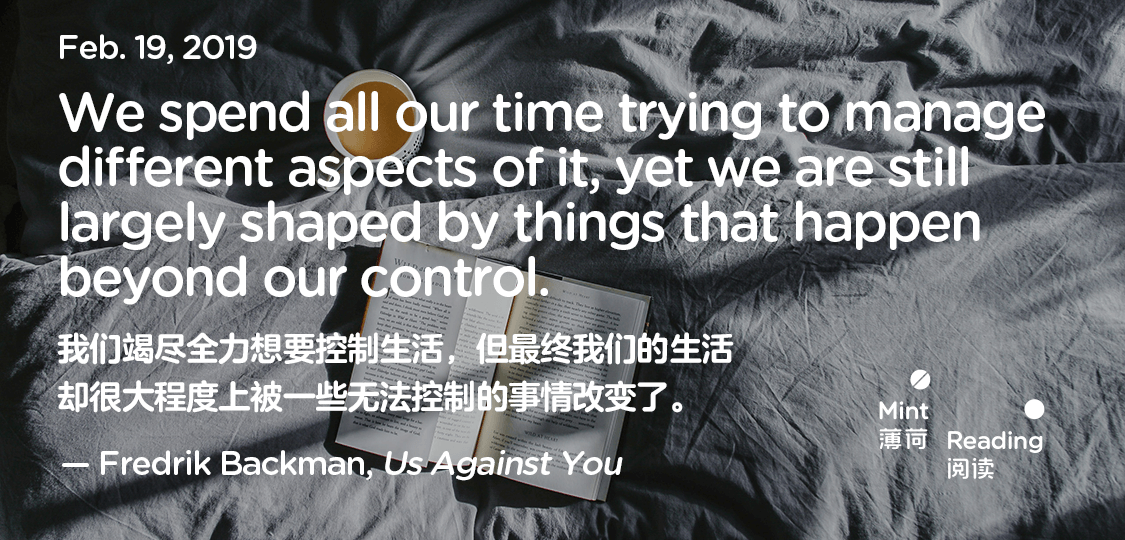 Feb. 19, 2019
We spend all our time trying to manage
different aspects of it, yet we are still
largely shaped by things that happen
beyond our control.
我们竭尽全力想要控制生活，但最终我们的生活
却很大程度上被一些无法控制的事情改变了。
— Fredrik Backman, Us Against You
Mint
薄荷
Reading
阅读